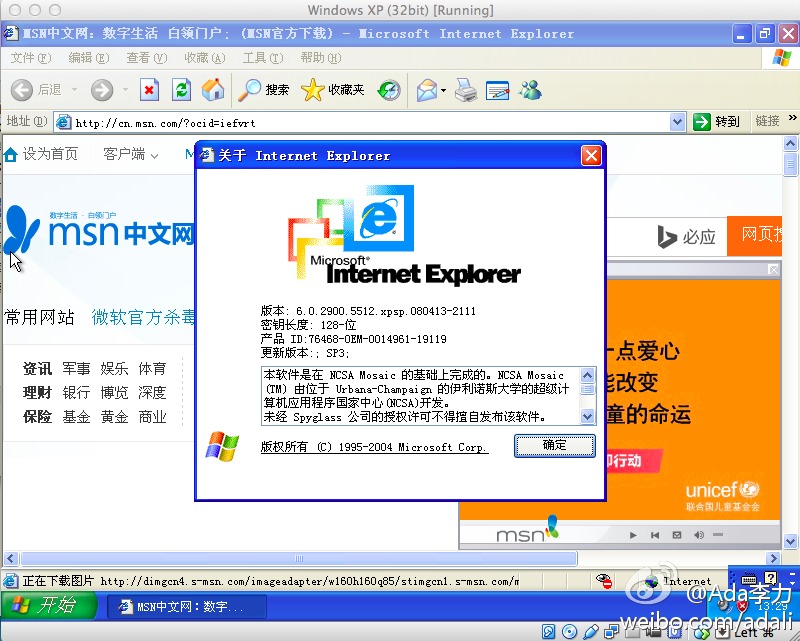 Windows XP (32bit) [Running]
MSN中文网: 数字生活 白领门户; (MSN官方下载) - Microsoft Internet Explorer
文件(F) 编辑(E) 查看(V) 收藏(A) 工具(T) 帮助(H)
后退 搜索 收藏夹
地址(D) http://cn.msn.com/?ocid=iefvrt 转到 链接 »
设为首页 客户端
关于 Internet Explorer
数字生活 · 白领门户
msn 中文网
必应 网页搜
Microsoft®
Internet Explorer
常用网站 微软官方杀毒
版本: 6.0.2900.5512.xpsp.080413-2111
密钥长度: 128-位
产品 ID:76468-OEM-0014961-19119
更新版本:; SP3;
一点爱心
能改变
童的命运
即行动
资讯 军事 娱乐 体育
理财 银行 博览 深度
保险 基金 黄金 商业
本软件是在 NCSA Mosaic 的基础上完成的。NCSA Mosaic
(TM) 由位于 Urbana-Champaign 的伊利诺斯大学的超级计
算机应用程序国家中心(NCSA)开发。
未经 Spyglass 公司的授权许可不得擅自发布该软件。
版权所有 (C) 1995-2004 Microsoft Corp.
确定
unicef
联合国儿童基金会
msn
正在下载图片 http://dimgcn4.s-msn.com/imageadapter/w160h160q85/stimgcn1.s-msn.com/m
Internet
开始 MSN中文网: 数字...
13:29
@Ada李力
weibo.com/adali
Left ⌘